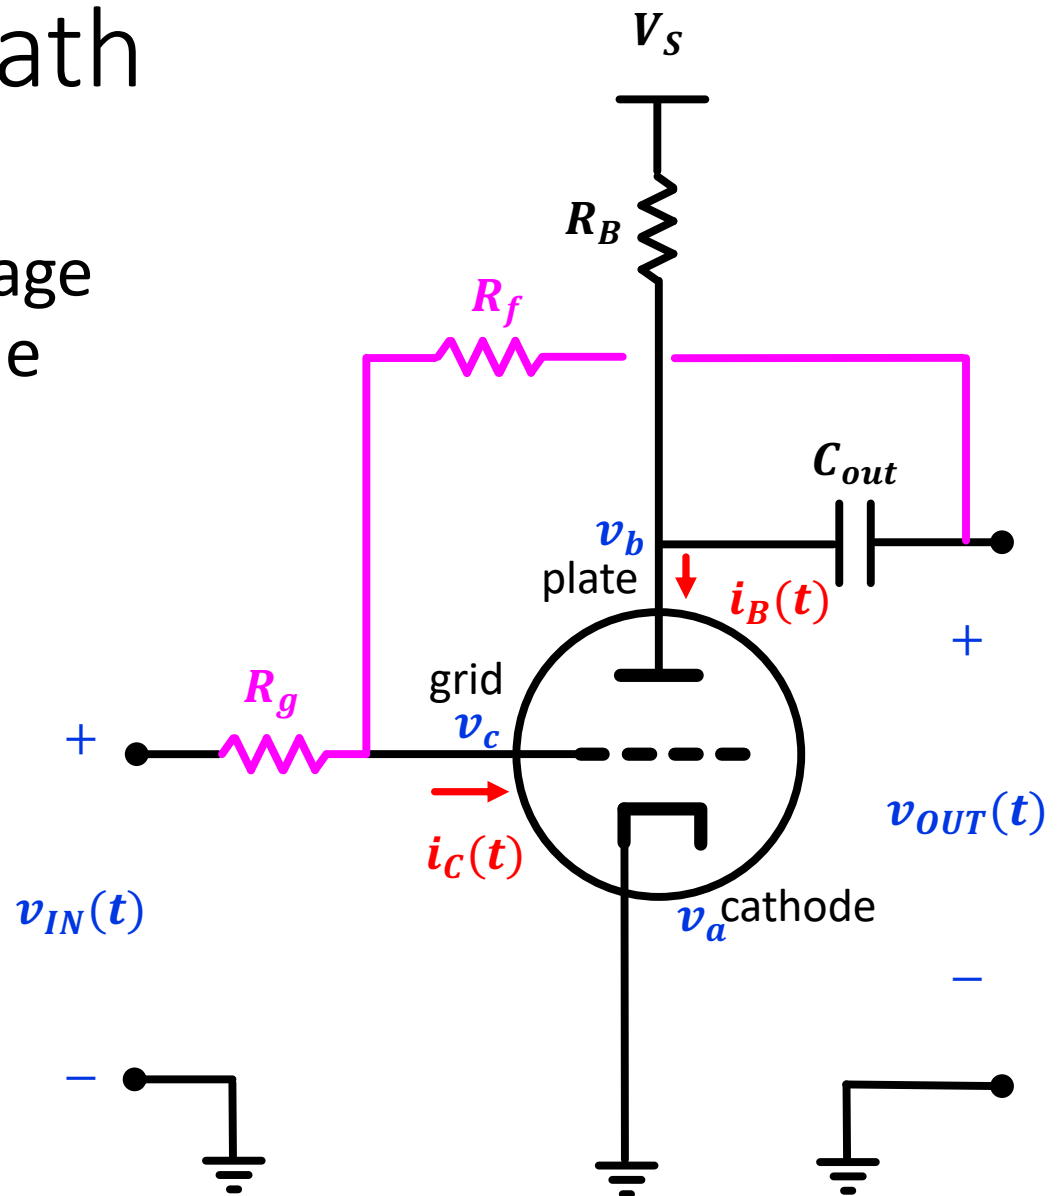 ath
V_S
R_B
age
R_f
e
C_out
v_b
plate
i_B(t)
+
grid
R_g
v_c
+
v_OUT(t)
i_C(t)
v_IN(t)
v_a cathode
−
−